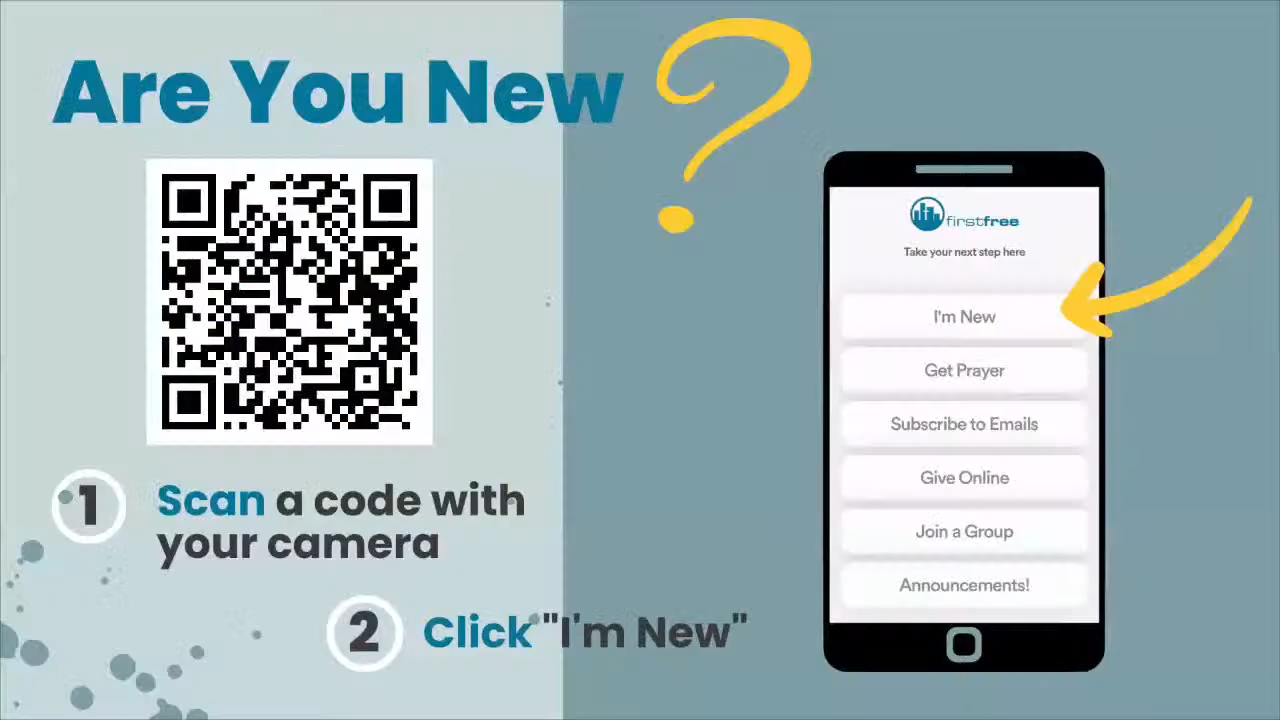 Are You New?
1 Scan a code with
your camera
2 Click "I'm New"
firstfree
Take your next step here
I'm New
Get Prayer
Subscribe to Emails
Give Online
Join a Group
Announcements!